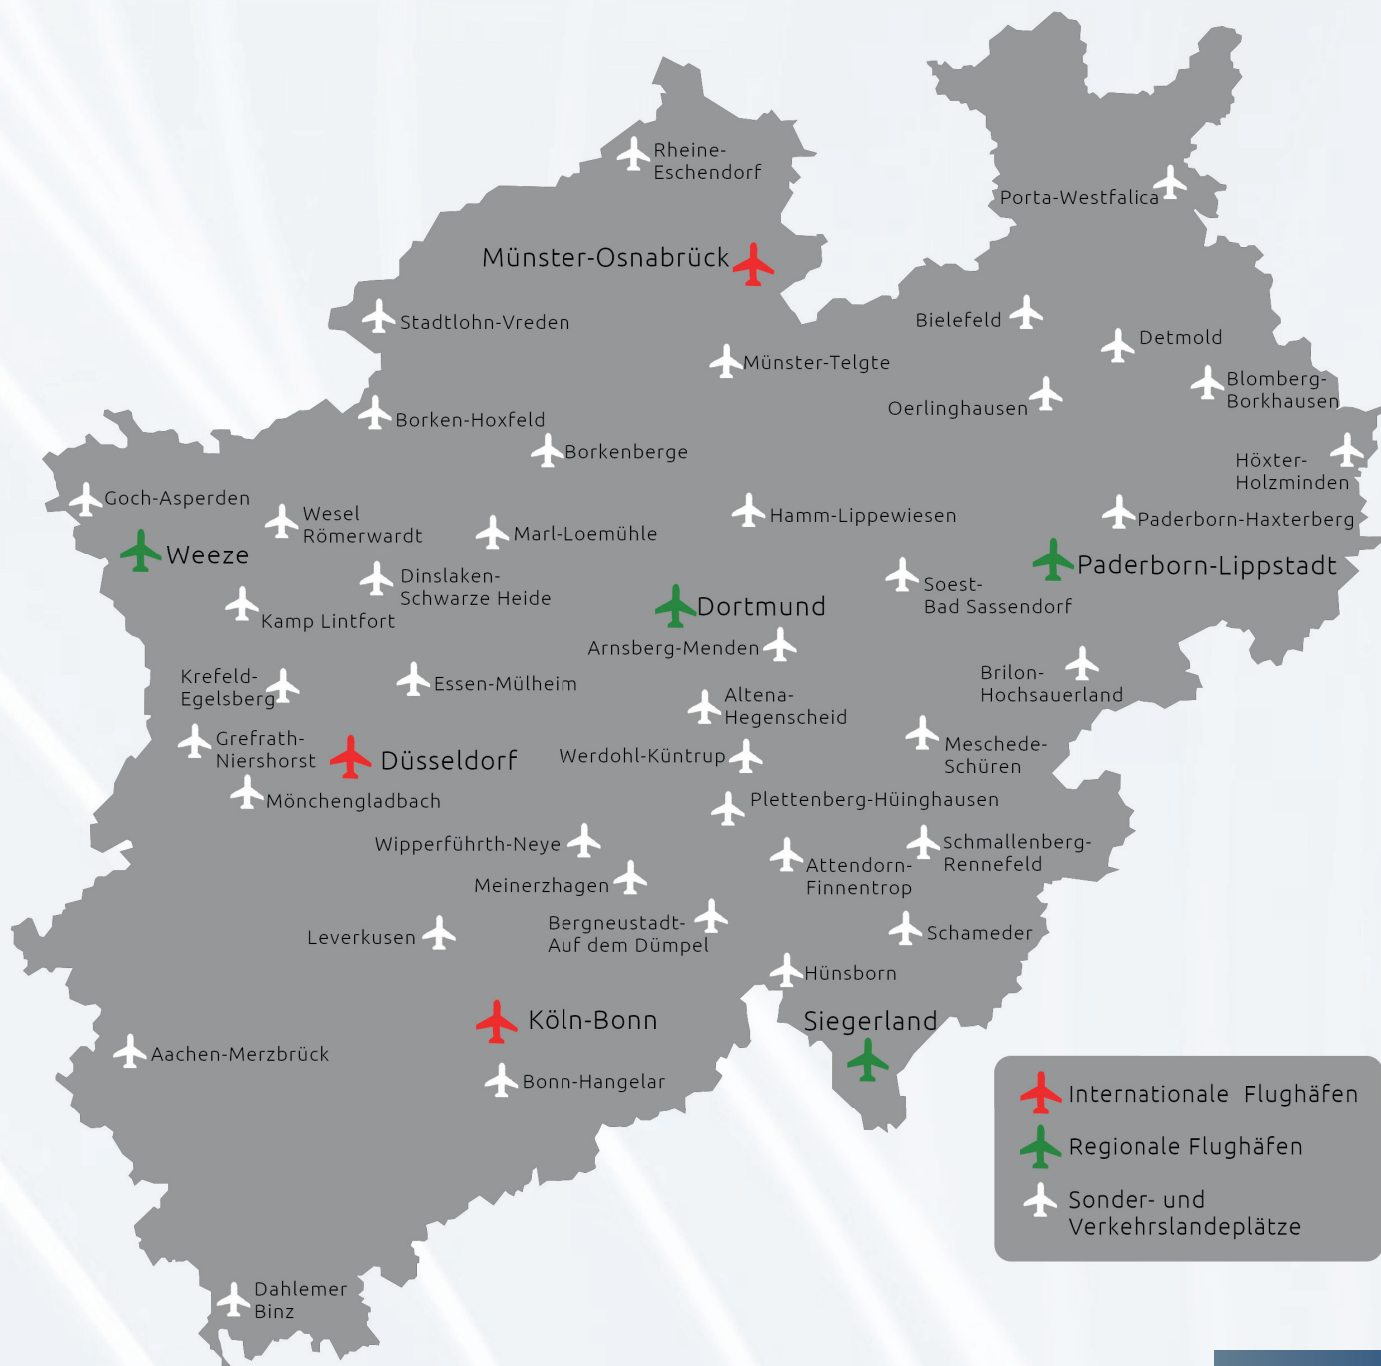 Rheine-
Eschendorf
Porta-Westfalica
Münster-Osnabrück
Stadtlohn-Vreden
Bielefeld
Detmold
Münster-Telgte
Blomberg-
Borkhausen
Oerlinghausen
Borken-Hoxfeld
Borkenberge
Höxter-
Holzminden
Goch-Asperden
Wesel
Römerwardt
Marl-Loemühle
Hamm-Lippewiesen
Paderborn-Haxterberg
Weeze
Paderborn-Lippstadt
Dinslaken-
Schwarze Heide
Soest-
Bad Sassendorf
Kamp Lintfort
Dortmund
Arnsberg-Menden
Krefeld-
Egelsberg
Essen-Mülheim
Brilon-
Hochsauerland
Altena-
Hegenscheid
Grefrath-
Niershorst
Düsseldorf
Werdohl-Küntrup
Meschede-
Schüren
Mönchengladbach
Plettenberg-Hüinghausen
Wipperführth-Neye
Schmallenberg-
Rennefeld
Attendorn-
Finnentrop
Meinerzhagen
Bergneustadt-
Auf dem Dümpel
Leverkusen
Schameder
Hünsborn
Köln-Bonn
Siegerland
Aachen-Merzbrück
Bonn-Hangelar
Internationale Flughäfen
Regionale Flughäfen
Sonder- und
Verkehrslandeplätze
Dahlemer
Binz